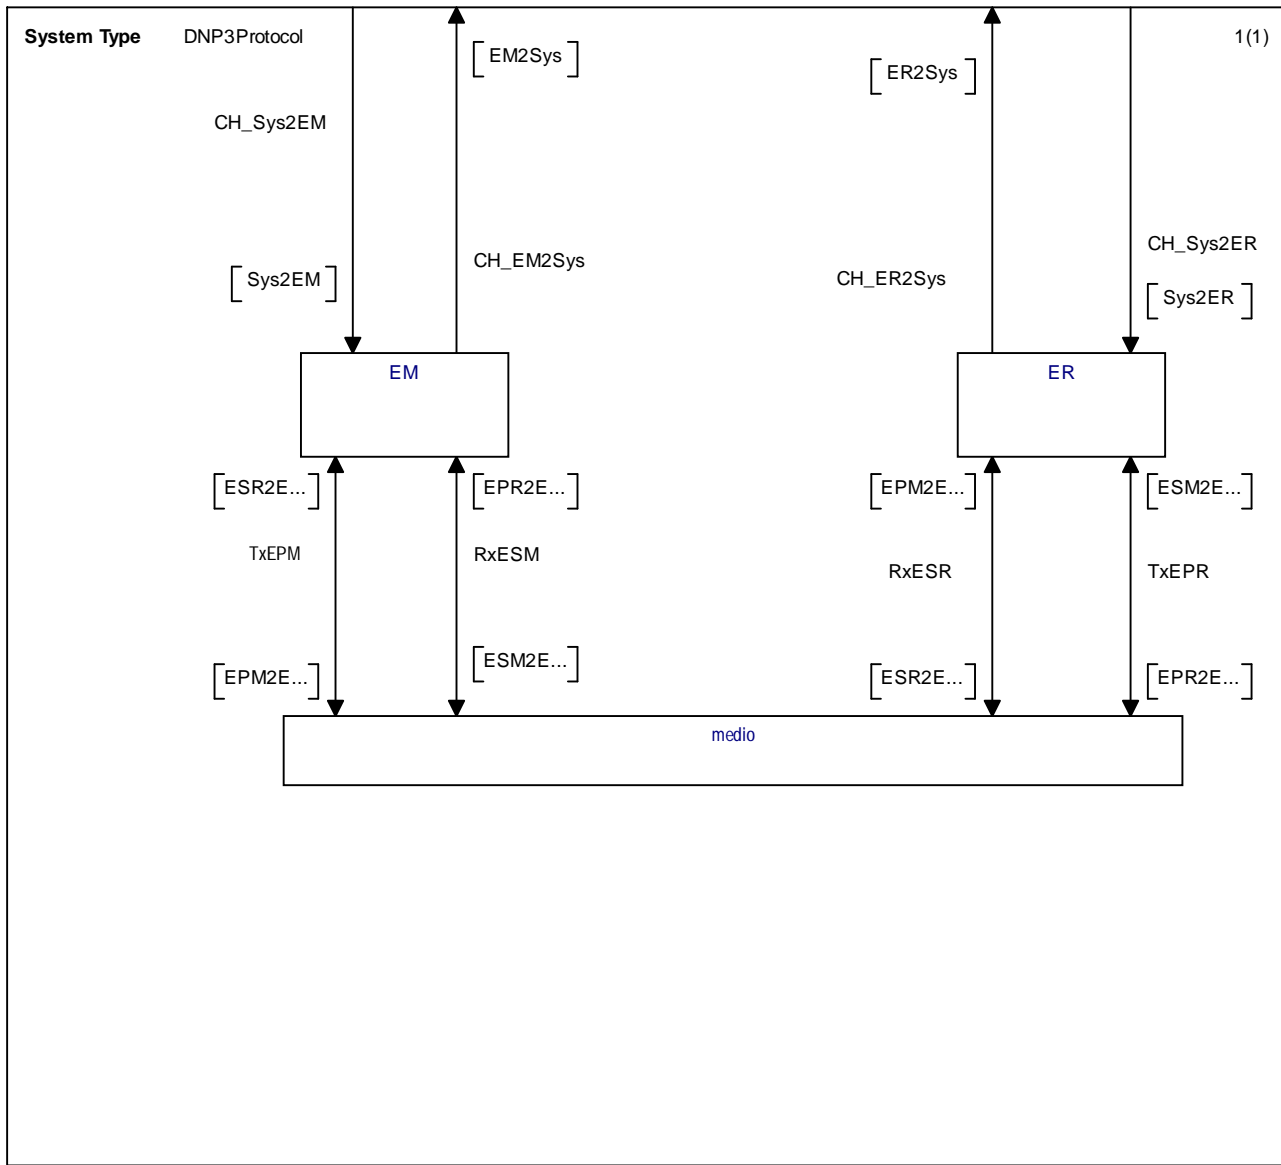 System Type DNP3Protocol 1(1)
[EM2Sys]
[ER2Sys]
CH_Sys2EM
CH_Sys2ER
CH_EM2Sys
[Sys2EM]
CH_ER2Sys
[Sys2ER]
EM
ER
[ESR2E...] [EPR2E...] [EPM2E...] [ESM2E...]
TxEPM RxESM
RxESR TxEPR
[ESM2E...]
[EPM2E...] [ESR2E...] [EPR2E...]
medio